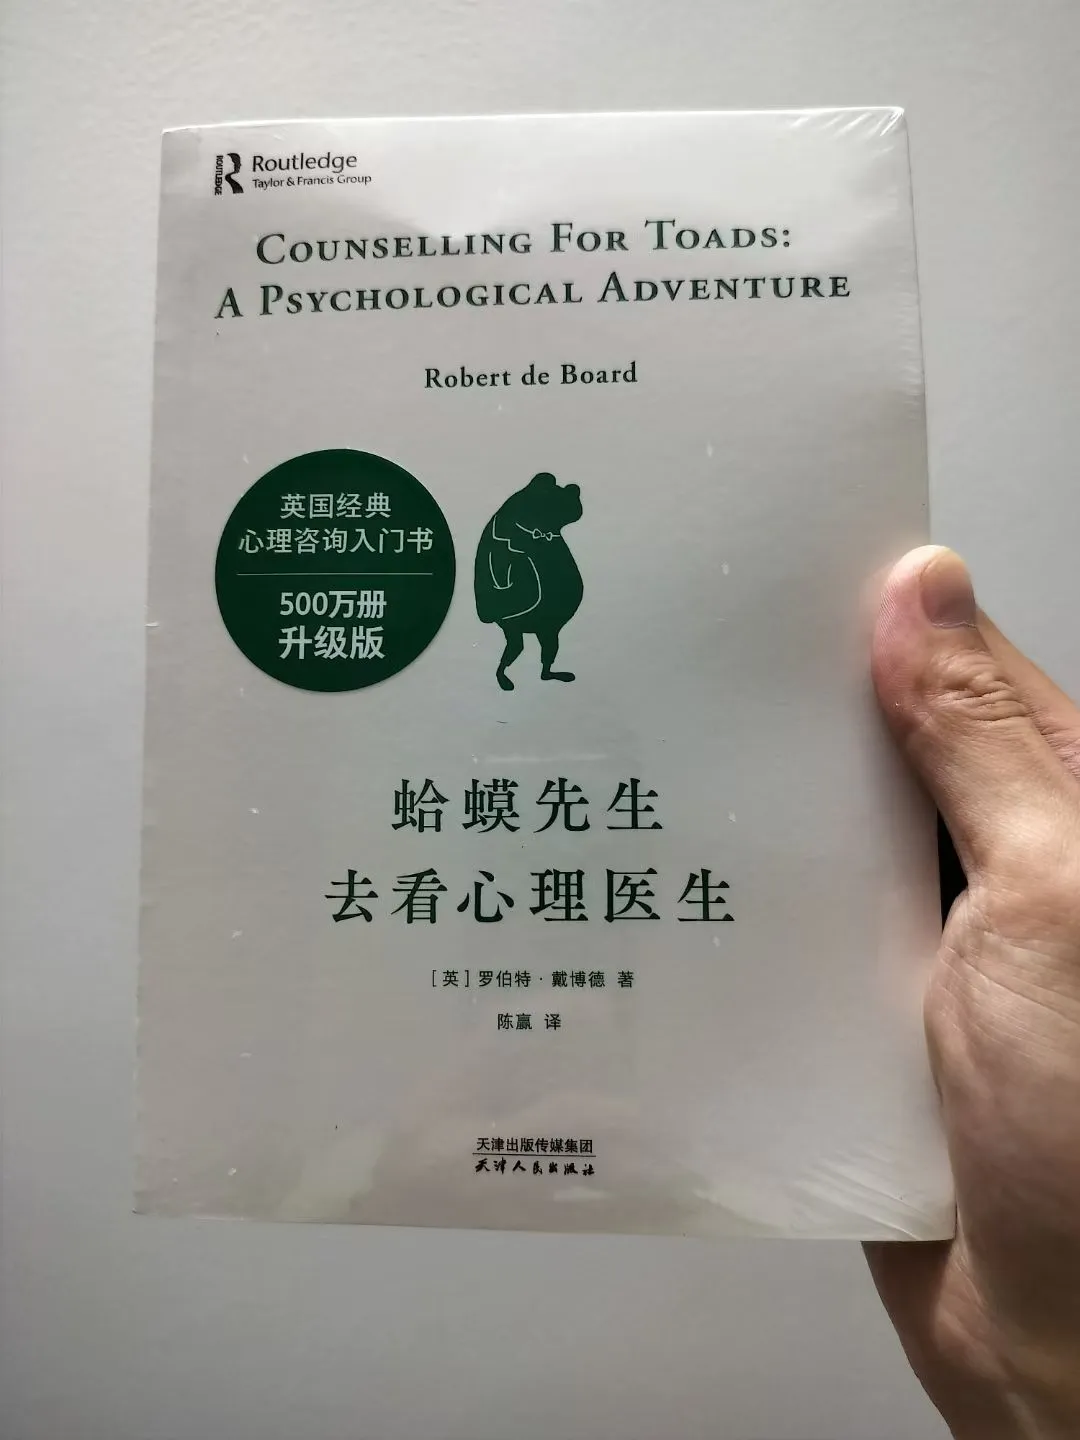 ROUTLEDGE
Routledge
Taylor & Francis Group
COUNSELLING FOR TOADS:
A PSYCHOLOGICAL ADVENTURE
Robert de Board
英国经典
心理咨询入门书
500万册
升级版
蛤蟆先生
去看心理医生
[英]罗伯特·戴博德 著
陈赢 译
天津出版传媒集团
天津人民出版社